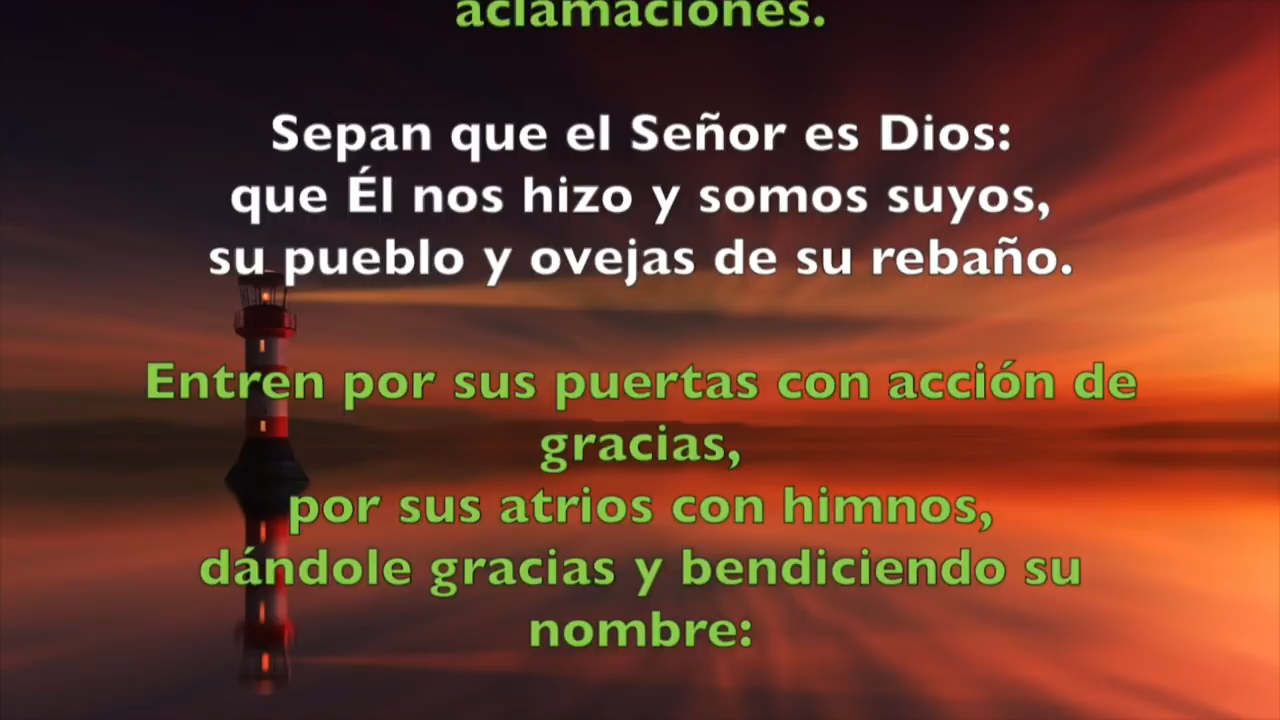 aclamaciones.
Sepan que el Señor es Dios:
que Él nos hizo y somos suyos,
su pueblo y ovejas de su rebaño.
Entren por sus puertas con acción de
gracias,
por sus atrios con himnos,
dándole gracias y bendiciendo su
nombre: